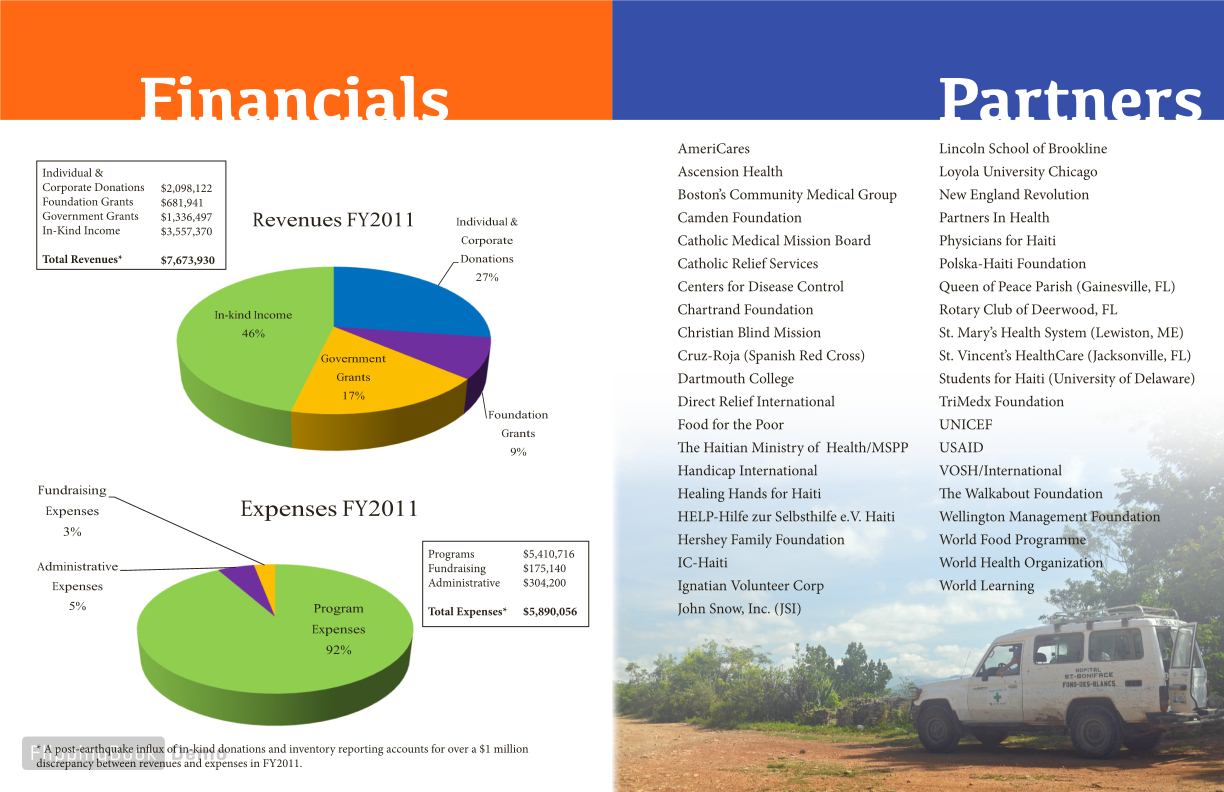 Financials
Individual &
Corporate Donations $2,098,122
Foundation Grants $681,941
Government Grants $1,336,497
In-Kind Income $3,557,370
Total Revenues* $7,673,930
Revenues FY2011
Individual &
Corporate
Donations
27%
In-kind Income
46%
Government
Grants
17%
Foundation
Grants
9%
Expenses FY2011
Fundraising
Expenses
3%
Administrative
Expenses
5%
Program
Expenses
92%
Programs $5,410,716
Fundraising $175,140
Administrative $304,200
Total Expenses* $5,890,056
* A post-earthquake influx of in-kind donations and inventory reporting accounts for over a $1 million
discrepancy between revenues and expenses in FY2011.
FlippingBook Demo
Partners
AmeriCares
Ascension Health
Boston’s Community Medical Group
Camden Foundation
Catholic Medical Mission Board
Catholic Relief Services
Centers for Disease Control
Chartrand Foundation
Christian Blind Mission
Cruz-Roja (Spanish Red Cross)
Dartmouth College
Direct Relief International
Food for the Poor
The Haitian Ministry of Health/MSPP
Handicap International
Healing Hands for Haiti
HELP-Hilfe zur Selbsthilfe e.V. Haiti
Hershey Family Foundation
IC-Haiti
Ignatian Volunteer Corp
John Snow, Inc. (JSI)
Lincoln School of Brookline
Loyola University Chicago
New England Revolution
Partners In Health
Physicians for Haiti
Polska-Haiti Foundation
Queen of Peace Parish (Gainesville, FL)
Rotary Club of Deerwood, FL
St. Mary’s Health System (Lewiston, ME)
St. Vincent’s HealthCare (Jacksonville, FL)
Students for Haiti (University of Delaware)
TriMedx Foundation
UNICEF
USAID
VOSH/International
The Walkabout Foundation
Wellington Management Foundation
World Food Programme
World Health Organization
World Learning
HOPITAL
ST-BONIFACE
FOND-DES-BLANCS